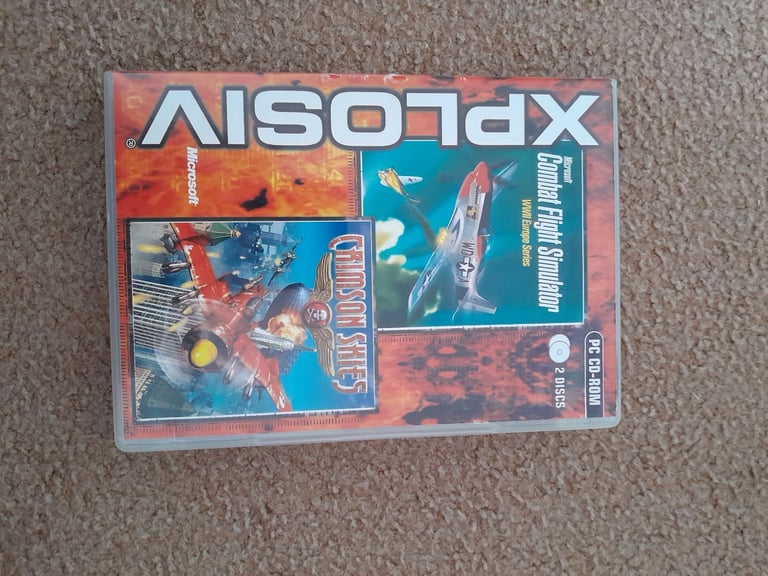 XPLOSIV®
Microsoft
Combat Flight Simulator
WWII Europe Series
PC CD-ROM
2 DISCS
CRIMSON SKIES
Microsoft